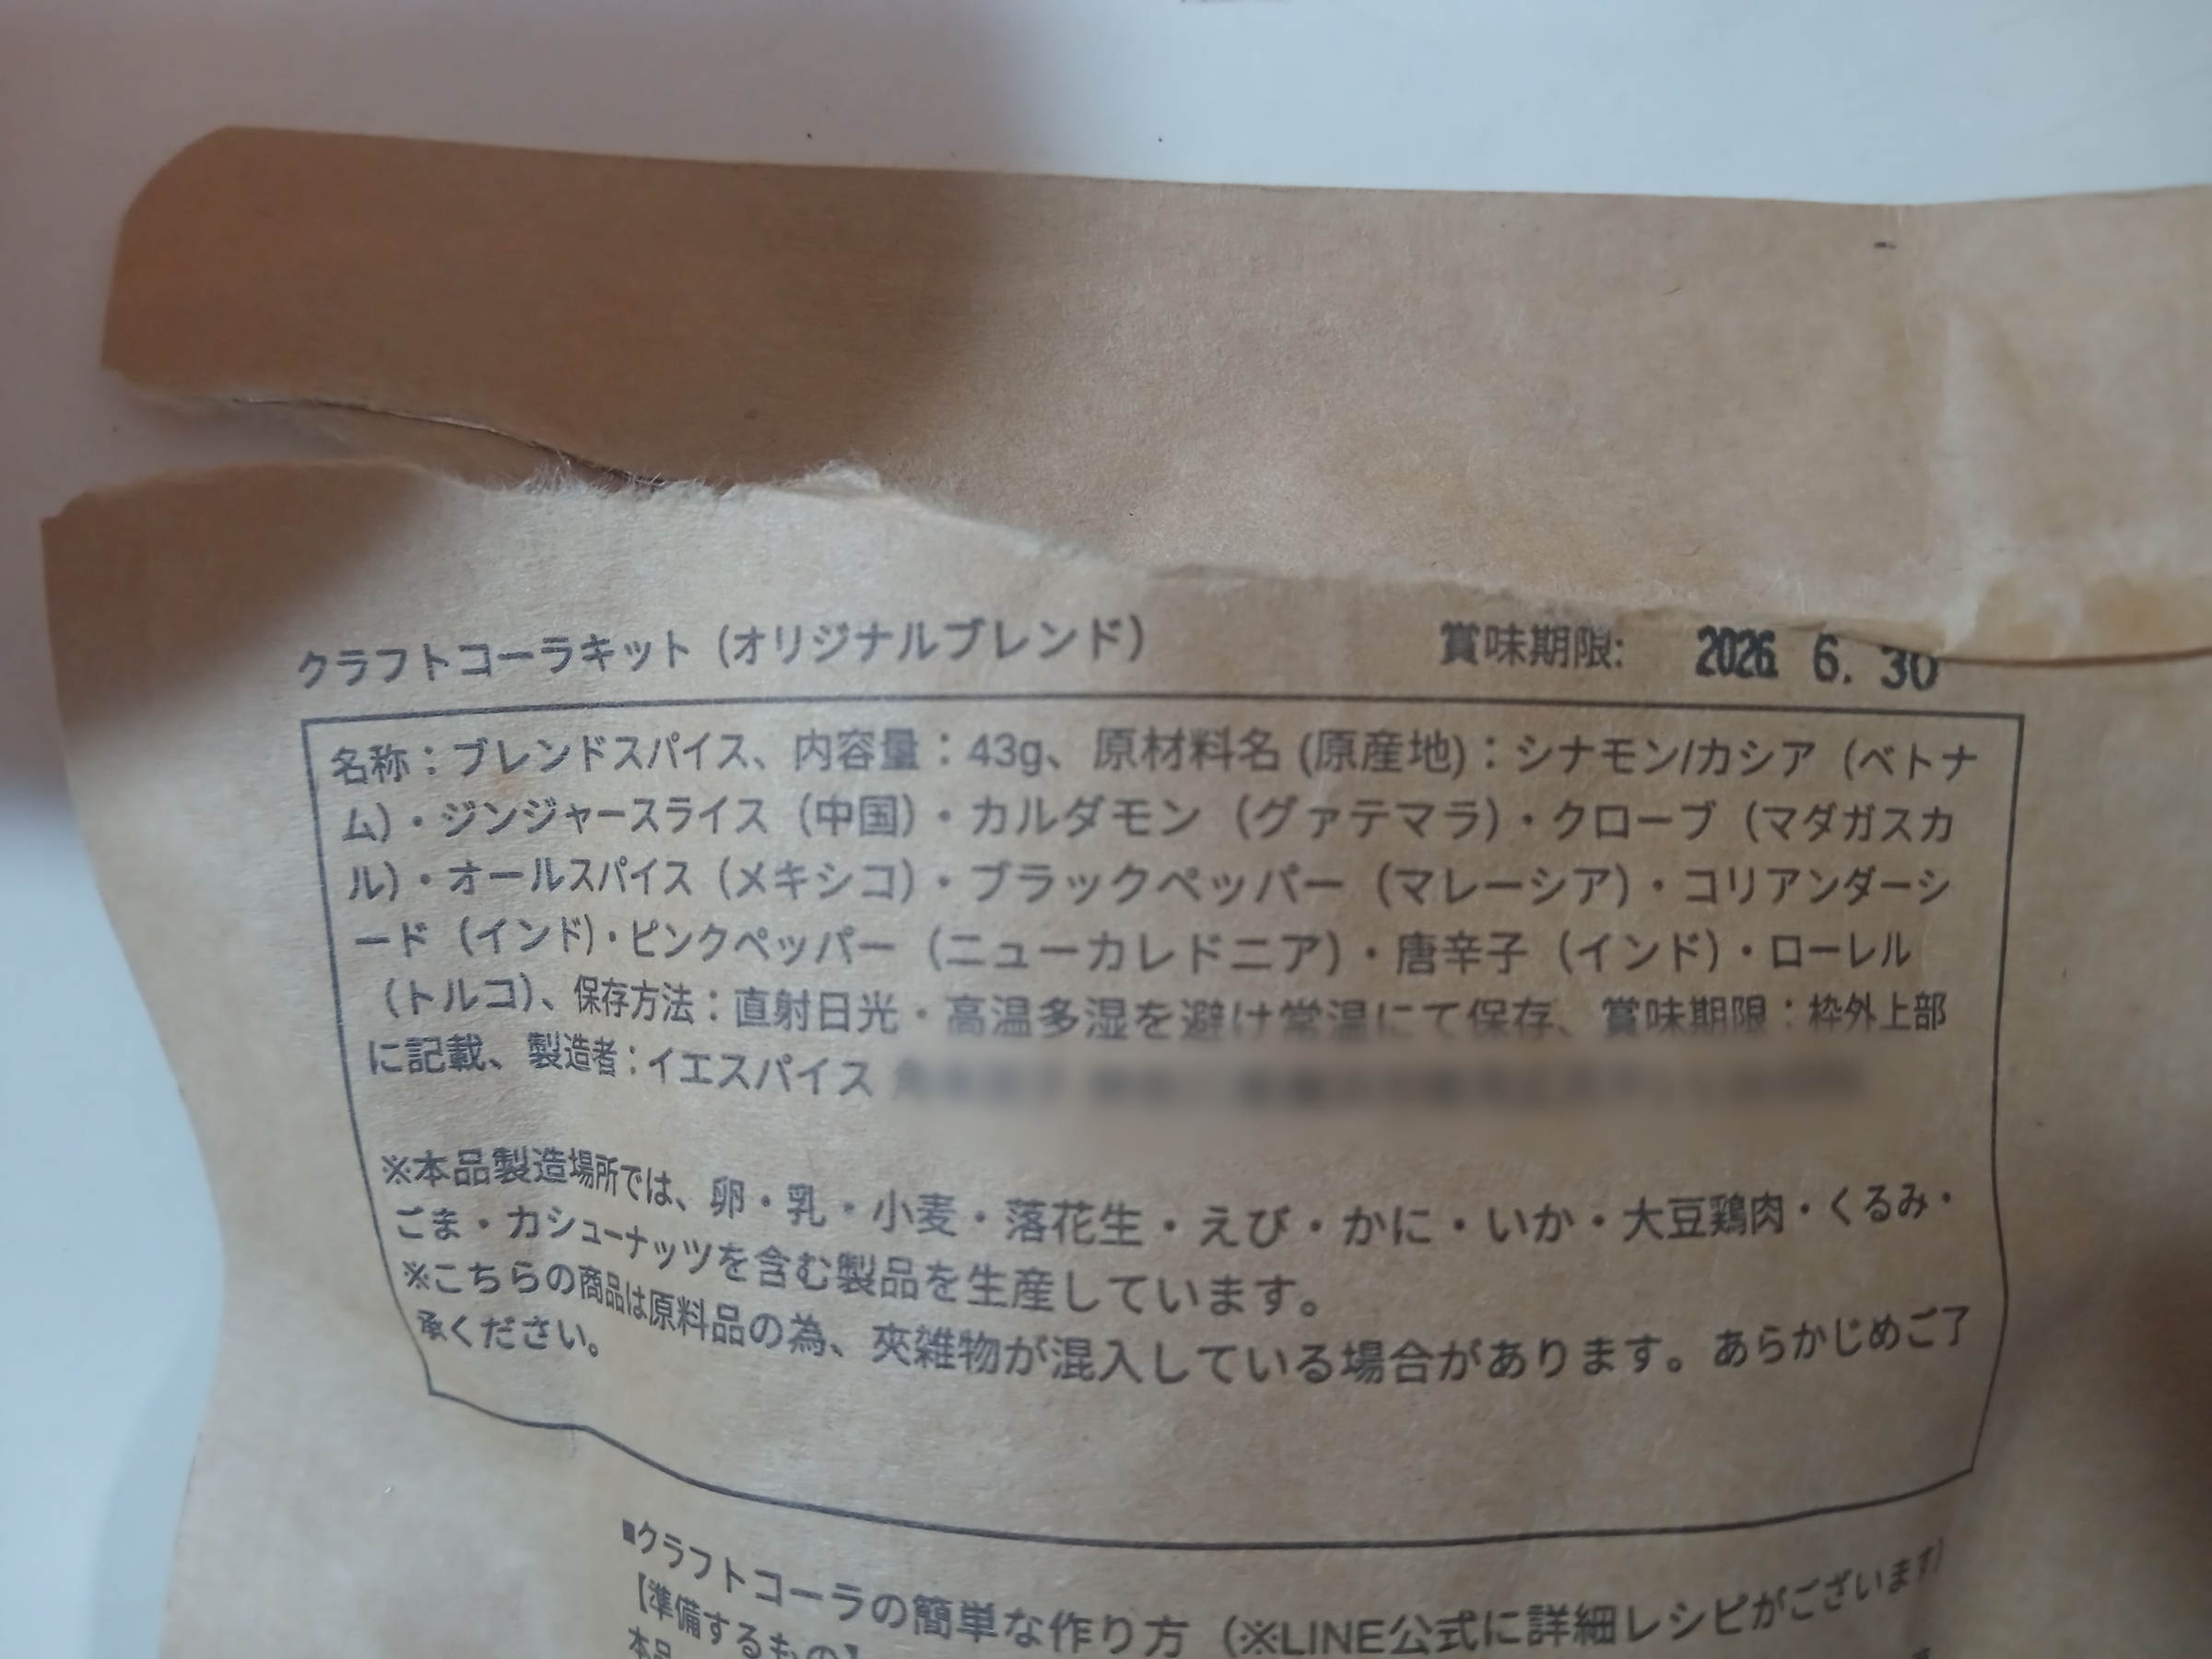 クラフトコーラキット（オリジナルブレンド） 賞味期限: 2026. 6. 30
名称：ブレンドスパイス、内容量：43g、原材料名 (原産地)：シナモン/カシア（ベトナ
ム）・ジンジャースライス（中国）・カルダモン（グァテマラ）・クローブ（マダガスカ
ル）・オールスパイス（メキシコ）・ブラックペッパー（マレーシア）・コリアンダーシ
ード（インド）・ピンクペッパー（ニューカレドニア）・唐辛子（インド）・ローレル
（トルコ）、保存方法：直射日光・高温多湿を避け常温にて保存、賞味期限：枠外上部
に記載、製造者：イエスパイス
※本品製造場所では、卵・乳・小麦・落花生・えび・かに・いか・大豆鶏肉・くるみ・
ごま・カシューナッツを含む製品を生産しています。
※こちらの商品は原料品の為、夾雑物が混入している場合があります。あらかじめご了
承ください。
■クラフトコーラの簡単な作り方（※LINE公式に詳細レシピがございます）
【準備するもの】
本品